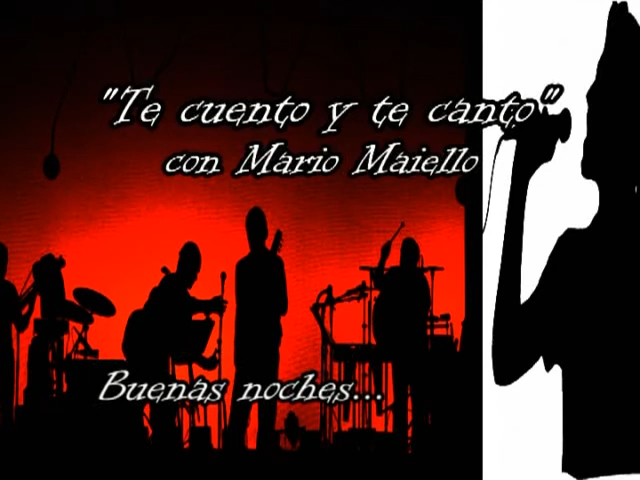 "Te cuento y te canto"
con Mario Maiello
Buenas noches...